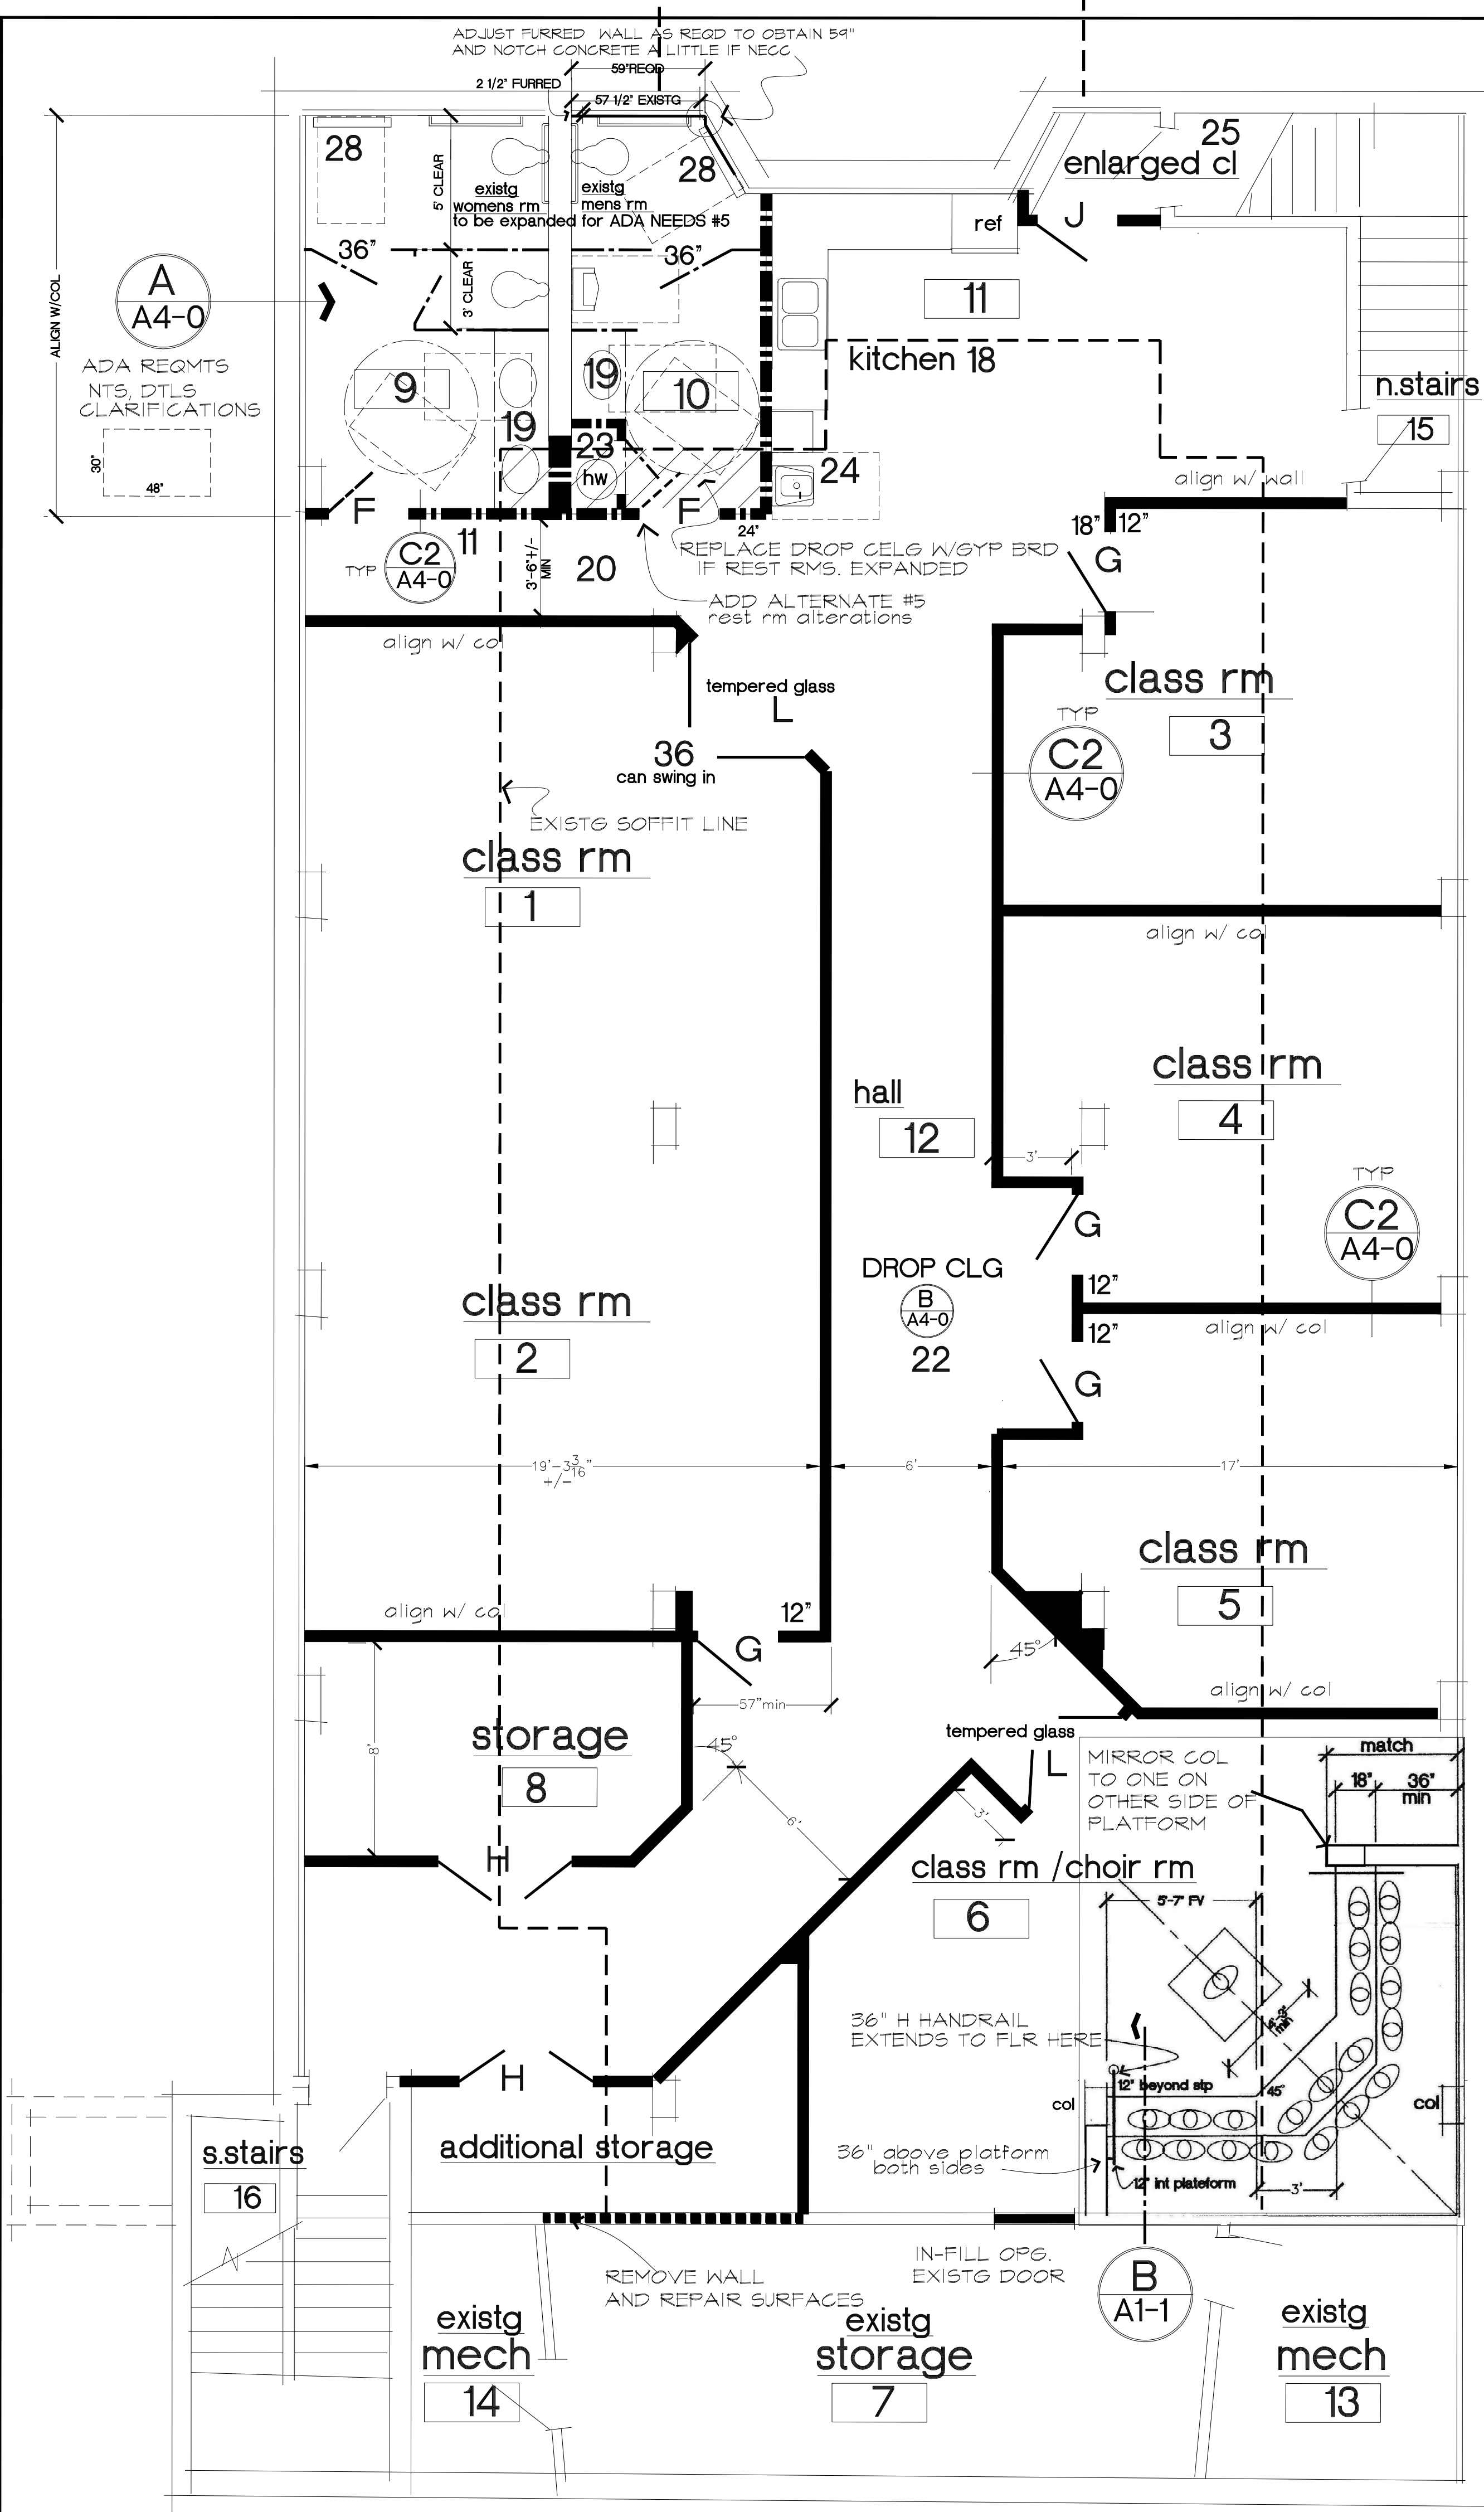 ADJUST FURRED WALL AS REQD TO OBTAIN 59"
AND NOTCH CONCRETE A LITTLE IF NECC
59"REQD
2 1/2" FURRED
57 1/2" EXISTG
28
5' CLEAR
existg
womens rm
existg
mens rm
to be expanded for ADA NEEDS #5
28
25
enlarged cl
J
ref
36"
36"
3' CLEAR
A
A4-0
ALIGN W/COL
ADA REQMTS
NTS, DTLS
CLARIFICATIONS
30"
48"
11
kitchen 18
n.stairs
15
9
19
19
10
23
hw
24
align w/ wall
F
F
24"
11
C2
A4-0
TYP
3'-6"+/-
MIN
20
REPLACE DROP CELG W/GYP BRD
IF REST RMS. EXPANDED
ADD ALTERNATE #5
rest rm alterations
18"
12"
G
align w/ col
tempered glass
L
36
can swing in
EXISTG SOFFIT LINE
class rm
3
TYP
C2
A4-0
class rm
1
align w/ col
class rm
4
hall
12
3'
G
TYP
C2
A4-0
DROP CLG
B
A4-0
22
12"
12"
align w/ col
class rm
2
G
19'-3 3/16"
+/-
6'
17'
class rm
5
align w/ col
12"
G
45°
57"min
align w/ col
storage
8
8'
45°
6'
tempered glass
L
3'
MIRROR COL
TO ONE ON
OTHER SIDE OF
PLATFORM
match
18"
36"
min
H
class rm /choir rm
6
5'-7" FV
4'-3"
min
36" H HANDRAIL
EXTENDS TO FLR HERE
12" beyond stp
45°
col
col
H
36" above platform
both sides
12" int plateform
3'
s.stairs
16
additional storage
N
REMOVE WALL
AND REPAIR SURFACES
IN-FILL OPG.
EXISTG DOOR
B
A1-1
existg
mech
14
existg
storage
7
existg
mech
13